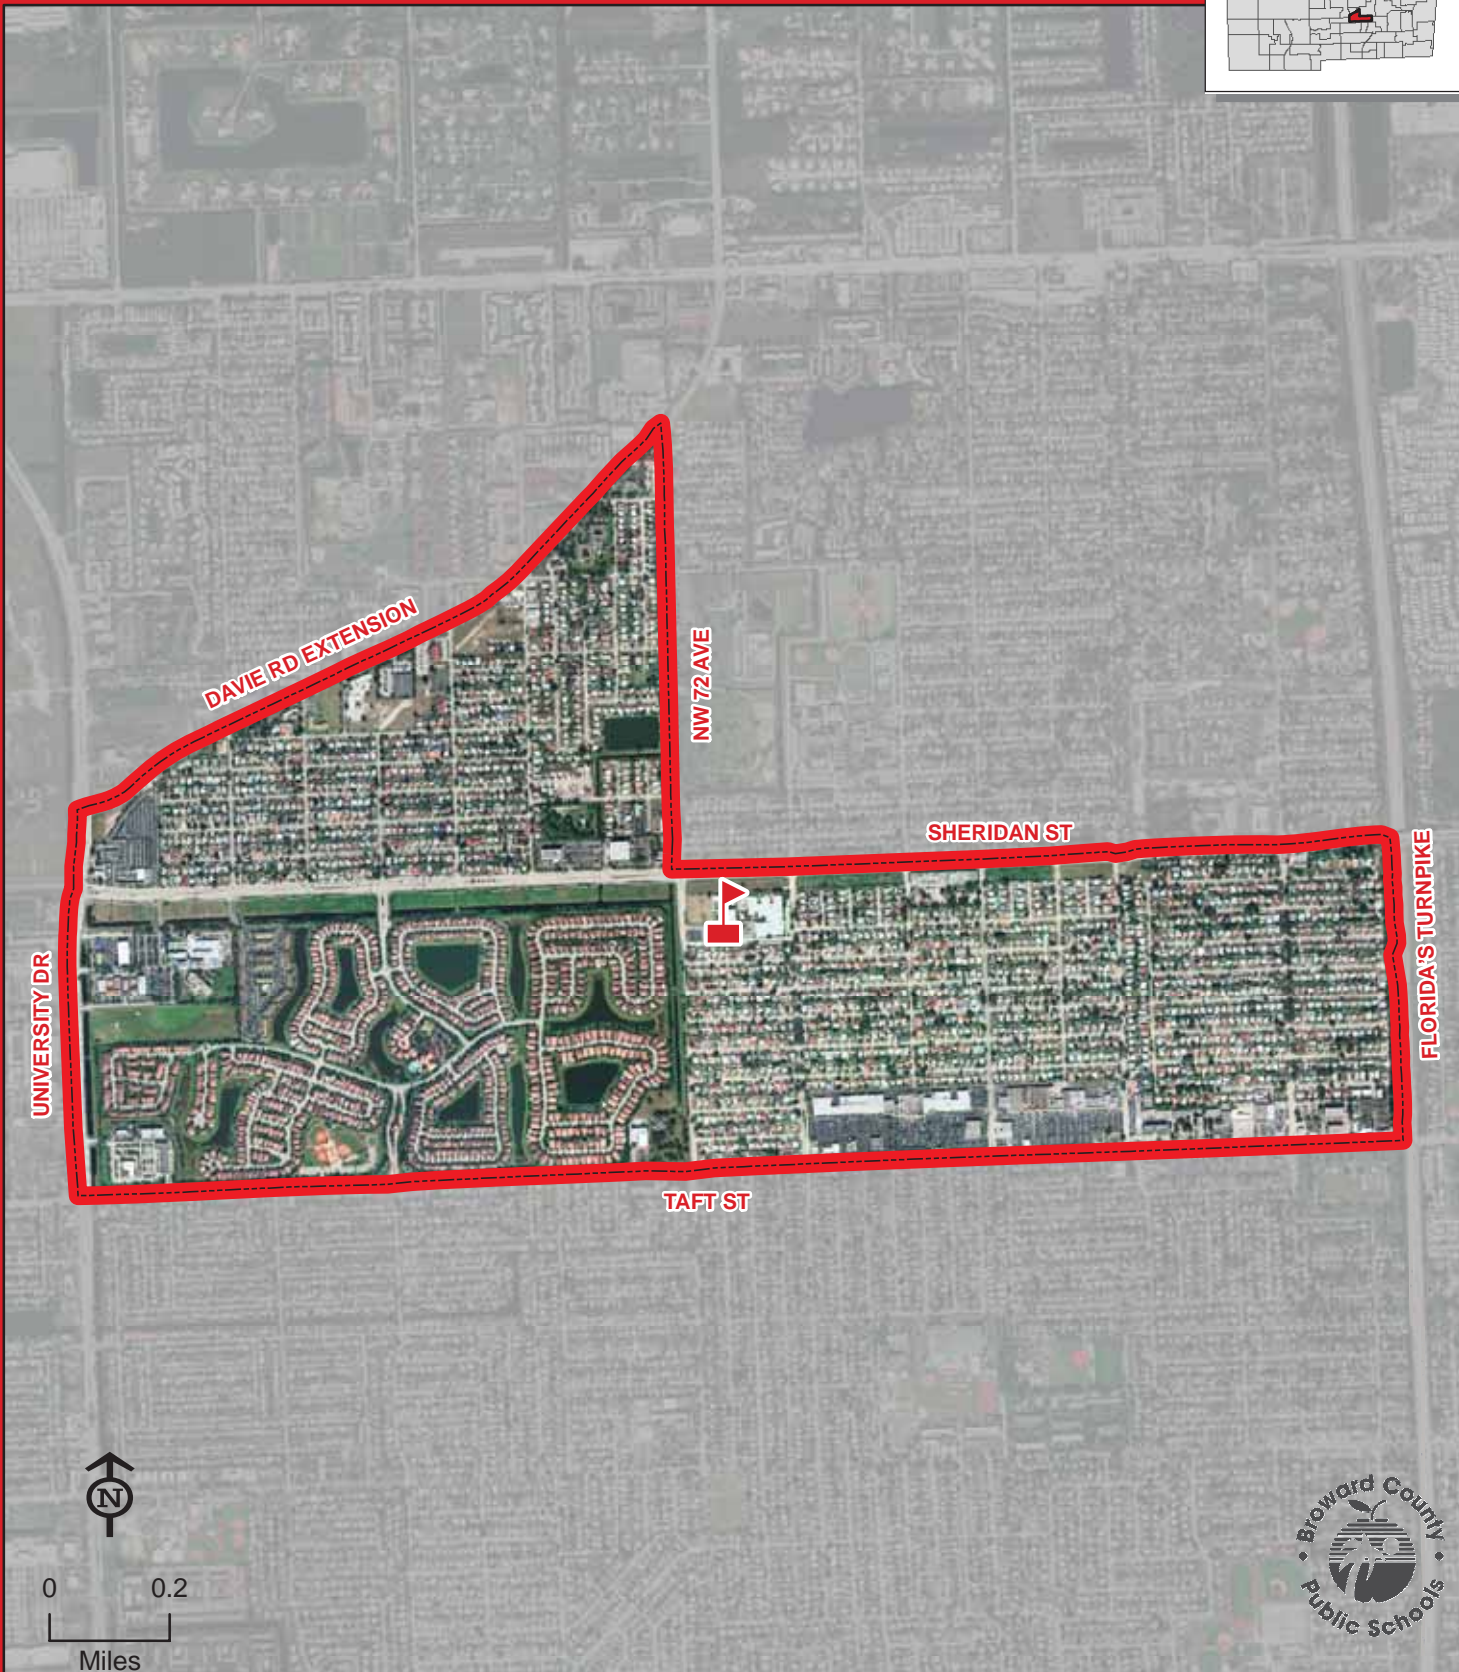 DAVIE RD EXTENSION
NW 72 AVE
SHERIDAN ST
FLORIDA'S TURNPIKE
UNIVERSITY DR
TAFT ST
N
0 0.2
Miles
Broward County
Public Schools